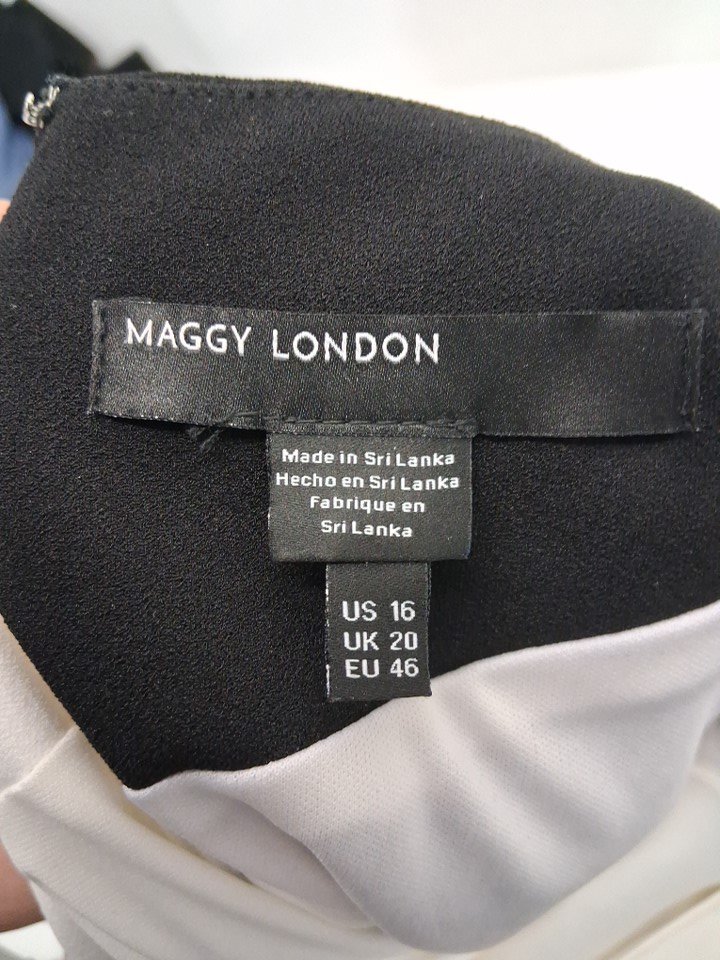 MAGGY LONDON
Made in Sri Lanka
Hecho en Sri Lanka
Fabrique en
Sri Lanka
US 16
UK 20
EU 46